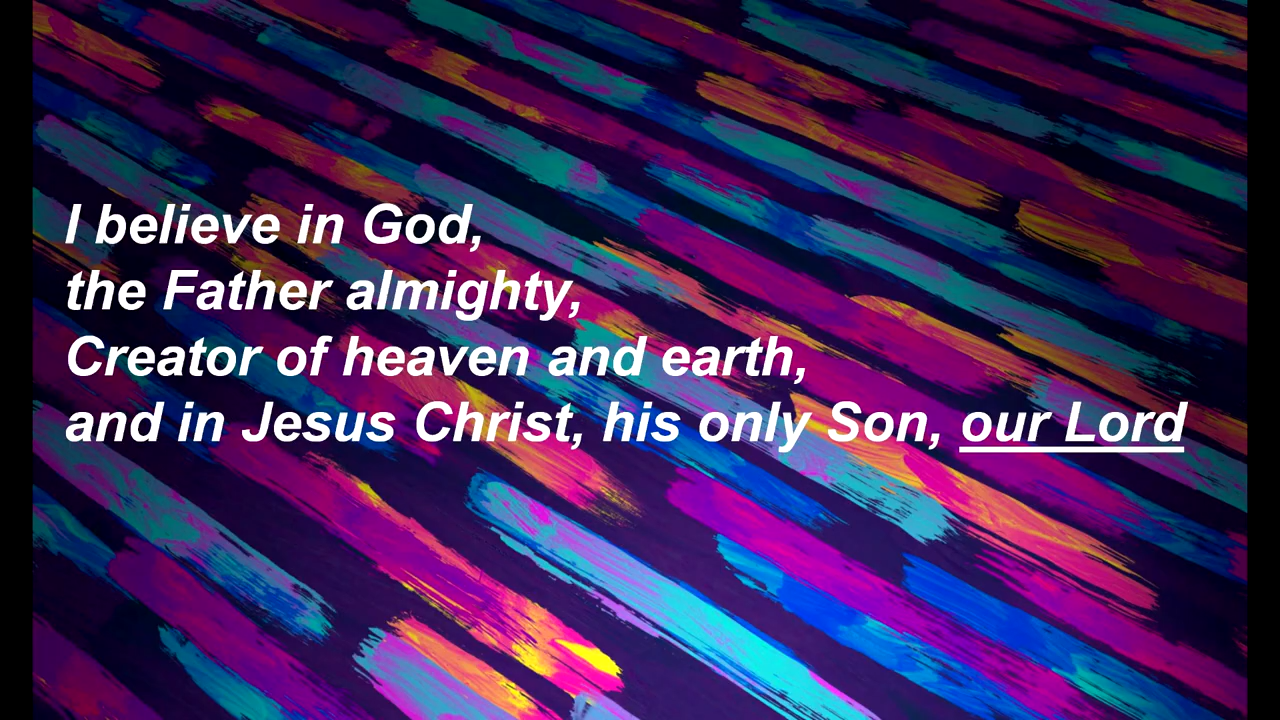 I believe in God,
the Father almighty,
Creator of heaven and earth,
and in Jesus Christ, his only Son, our Lord